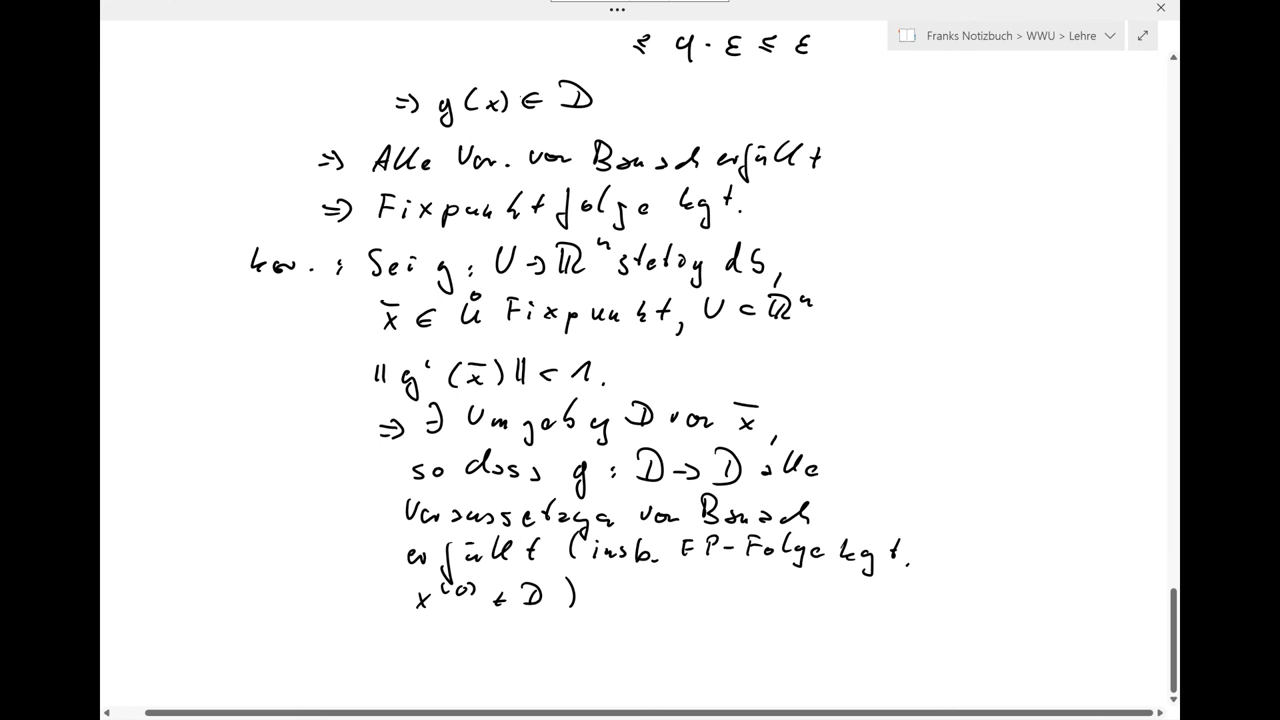 Franks Notizbuch > WWU > Lehre
≤ q · ε ≤ ε
=> g(x) ∈ D
=> Alle Vor. von Banach erfüllt
=> Fixpunktfolge kgt.
Kor. : Sei g : U → ℝⁿ stetig db,
x̄ ∈ Ů Fixpunkt, U ⊂ ℝⁿ
‖g'(x̄)‖ < 1.
=> ∃ Umgebung D von x̄,
so dass g : D → D alle
Voraussetzungen von Banach
erfüllt (insb. FP-Folge kgt.
x⁽⁰⁾ ∈ D)